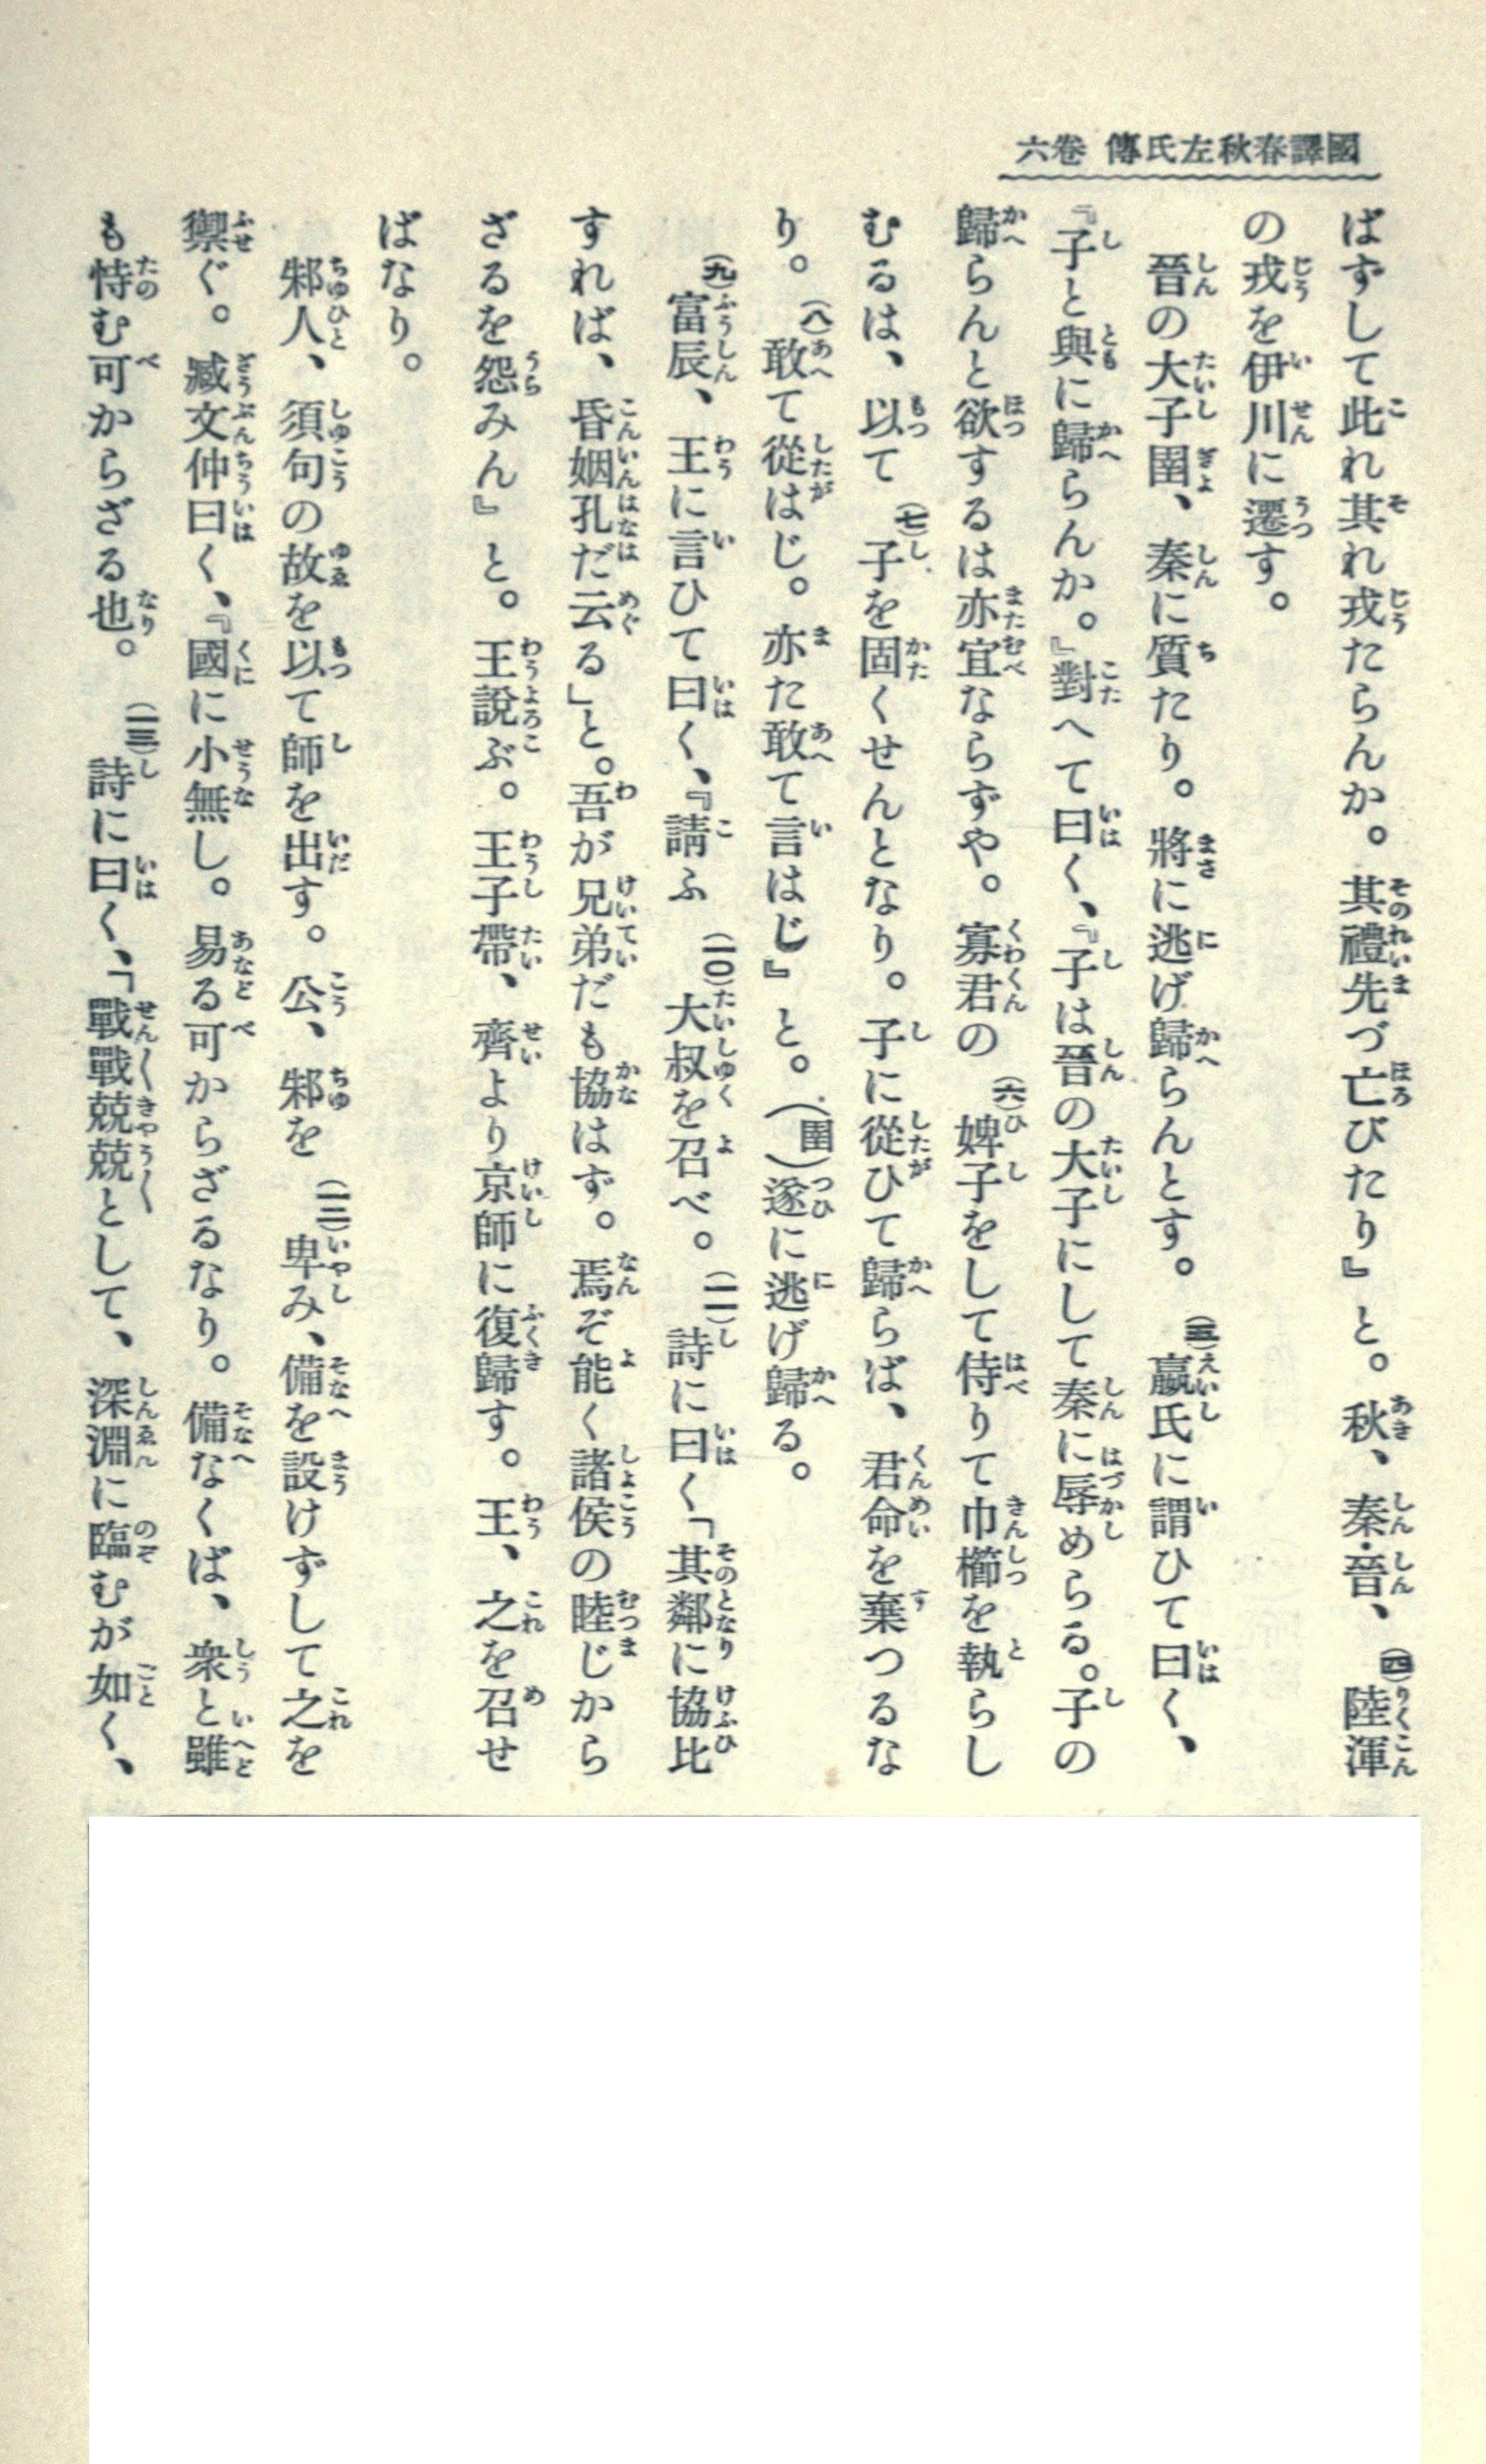 國譯春秋左氏傳 卷六
ばずして此れ其れ戎たらんか。其禮先づ亡びたり』と。秋、秦・晉、(四)陸渾
の戎を伊川に遷す。
晉の大子圉、秦に質たり。將に逃げ歸らんとす。(五)嬴氏に謂ひて曰く、
『子と與に歸らんか。』對へて曰く、『子は晉の大子にして秦に辱められる。子の
歸らんと欲するは亦宜ならずや。寡君の(六)婢子をして侍りて巾櫛を執らし
むるは、以て(七)子を固くせんとなり。子に從ひて歸らば、君命を棄つるな
り。(八)敢て從はじ。亦た敢て言はじ』と。(圉)遂に逃げ歸る。
(九)富辰、王に言ひて曰く、『請ふ(一〇)大叔を召べ。(一一)詩に曰く「其鄰に協比
すれば、昏姻孔だ云る」と。吾が兄弟だも協はず。焉ぞ能く諸侯の睦じから
ざるを怨みん』と。王說ぶ。王子帶、齊より京師に復歸す。王、之を召せ
ばなり。
邾人、須句の故を以て師を出す。公、邾を(一二)卑み、備を設けずして之を
禦ぐ。臧文仲曰く、『國に小無し。易る可からざるなり。備なくば、衆と雖
も恃む可からざる也。(一三)詩に曰く、「戰戰兢兢として、深淵に臨むが如く、